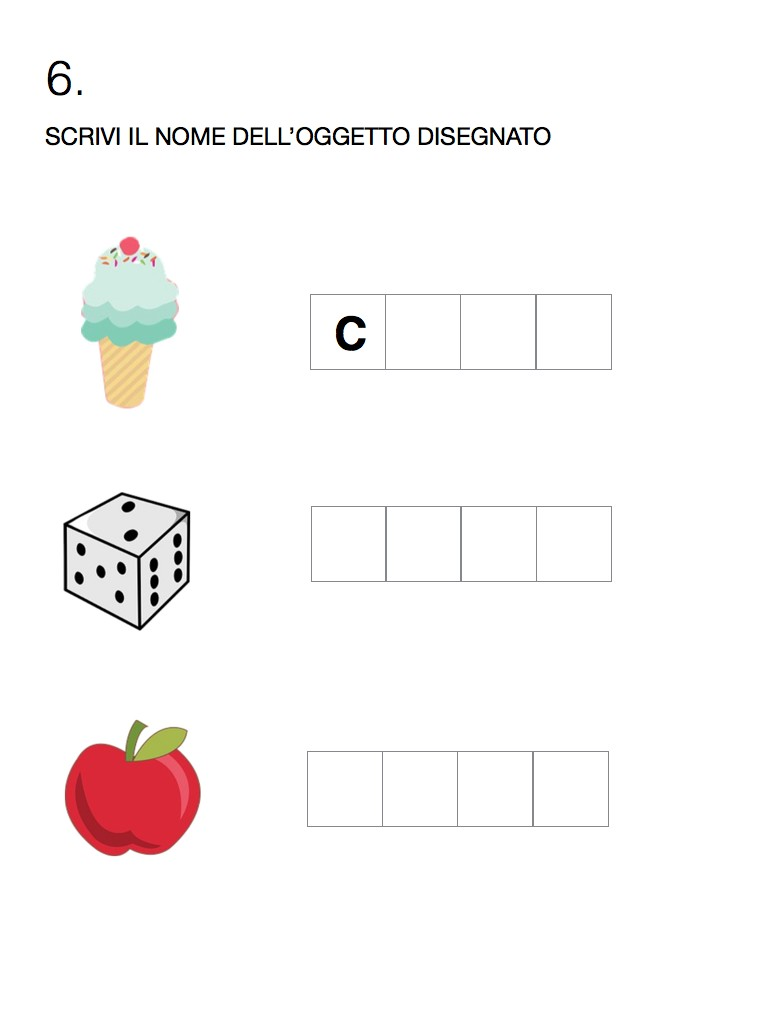 6.
SCRIVI IL NOME DELL’OGGETTO DISEGNATO
C